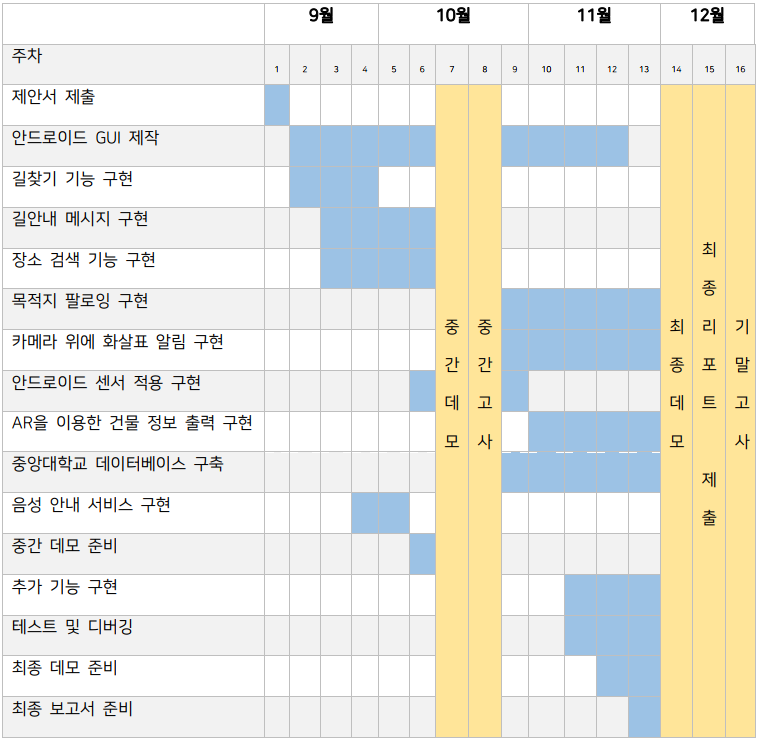 9월 10월 11월 12월
주차 1 2 3 4 5 6 7 8 9 10 11 12 13 14 15 16
제안서 제출
안드로이드 GUI 제작
길찾기 기능 구현
길안내 메시지 구현
장소 검색 기능 구현
목적지 팔로잉 구현
카메라 위에 화살표 알림 구현
안드로이드 센서 적용 구현
AR을 이용한 건물 정보 출력 구현
중앙대학교 데이터베이스 구축
음성 안내 서비스 구현
중간 데모 준비
추가 기능 구현
테스트 및 디버깅
최종 데모 준비
최종 보고서 준비
중간데모
중간고사
최종데모
최종리포트 제출
기말고사